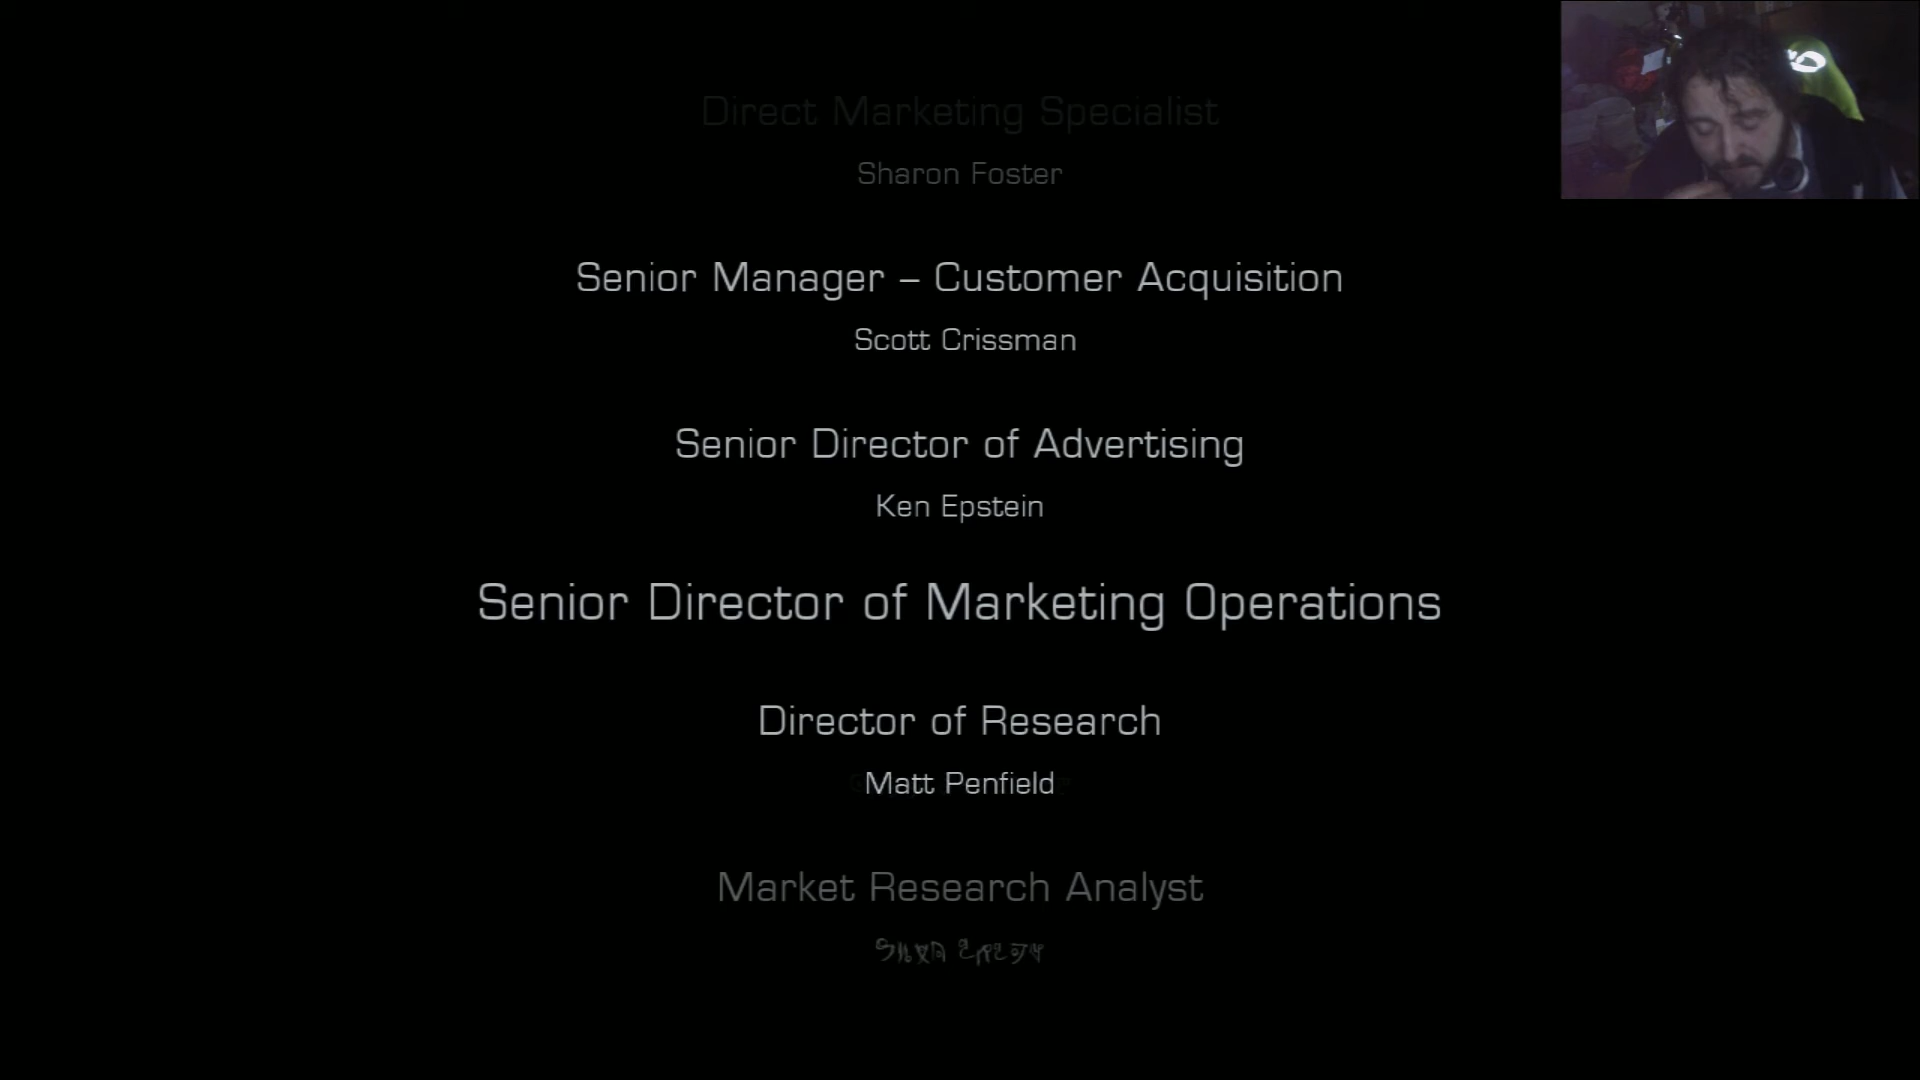 Direct Marketing Specialist
Sharon Foster
Senior Manager – Customer Acquisition
Scott Crissman
Senior Director of Advertising
Ken Epstein
Senior Director of Marketing Operations
Director of Research
Matt Penfield
Market Research Analyst